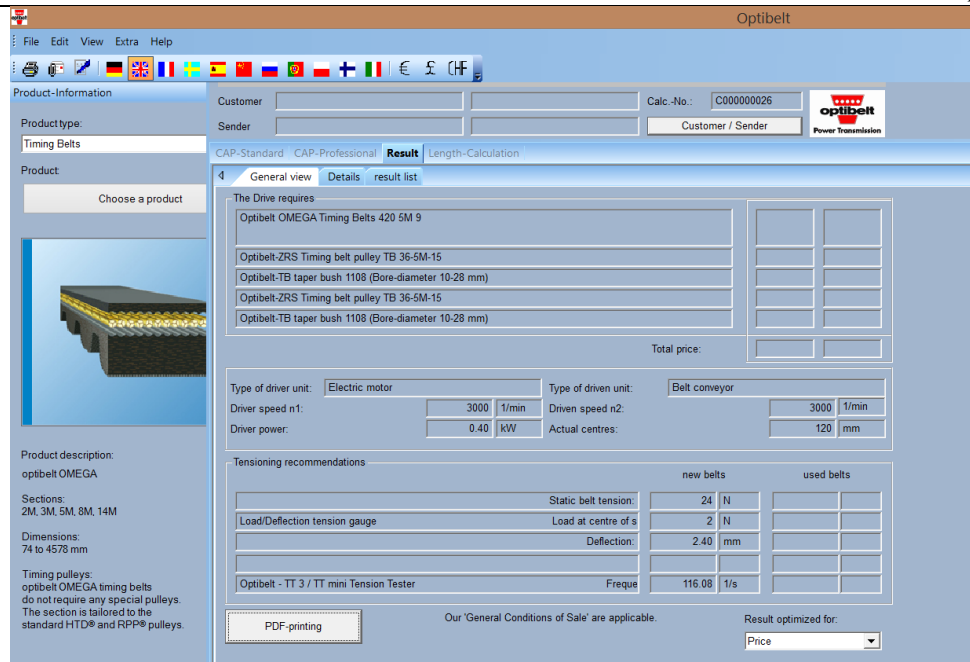 optibelt
Optibelt
File Edit View Extra Help
€ £
Product-Information
Product type:
Timing Belts
Product:
Choose a product
Customer
Calc.-No.: C000000026
Sender
Customer / Sender
optibelt
Power Transmission
CAP-Standard CAP-Professional Result Length-Calculation
General view Details result list
The Drive requires
Optibelt OMEGA Timing Belts 420 5M 9
Optibelt-ZRS Timing belt pulley TB 36-5M-15
Optibelt-TB taper bush 1108 (Bore-diameter 10-28 mm)
Optibelt-ZRS Timing belt pulley TB 36-5M-15
Optibelt-TB taper bush 1108 (Bore-diameter 10-28 mm)
Total price:
Type of driver unit: Electric motor Type of driven unit: Belt conveyor
Driver speed n1: 3000 1/min Driven speed n2: 3000 1/min
Driver power: 0.40 kW Actual centres: 120 mm
Tensioning recommendations
new belts used belts
Static belt tension: 24 N
Load/Deflection tension gauge Load at centre of s 2 N
Deflection: 2.40 mm
Optibelt - TT 3 / TT mini Tension Tester Freque 116.08 1/s
PDF-printing
Our 'General Conditions of Sale' are applicable.
Result optimized for:
Price
Product description:
optibelt OMEGA
Sections:
2M, 3M, 5M, 8M, 14M
Dimensions:
74 to 4578 mm
Timing pulleys:
optibelt OMEGA timing belts
do not require any special pulleys.
The section is tailored to the
standard HTD® and RPP® pulleys.